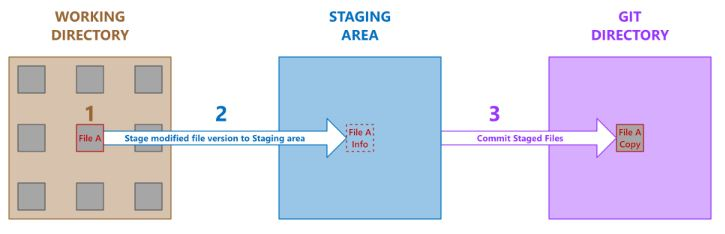 WORKING
DIRECTORY
STAGING
AREA
GIT
DIRECTORY
1
2
3
File A
Stage modified file version to Staging area
File A
Info
Commit Staged Files
File A
Copy